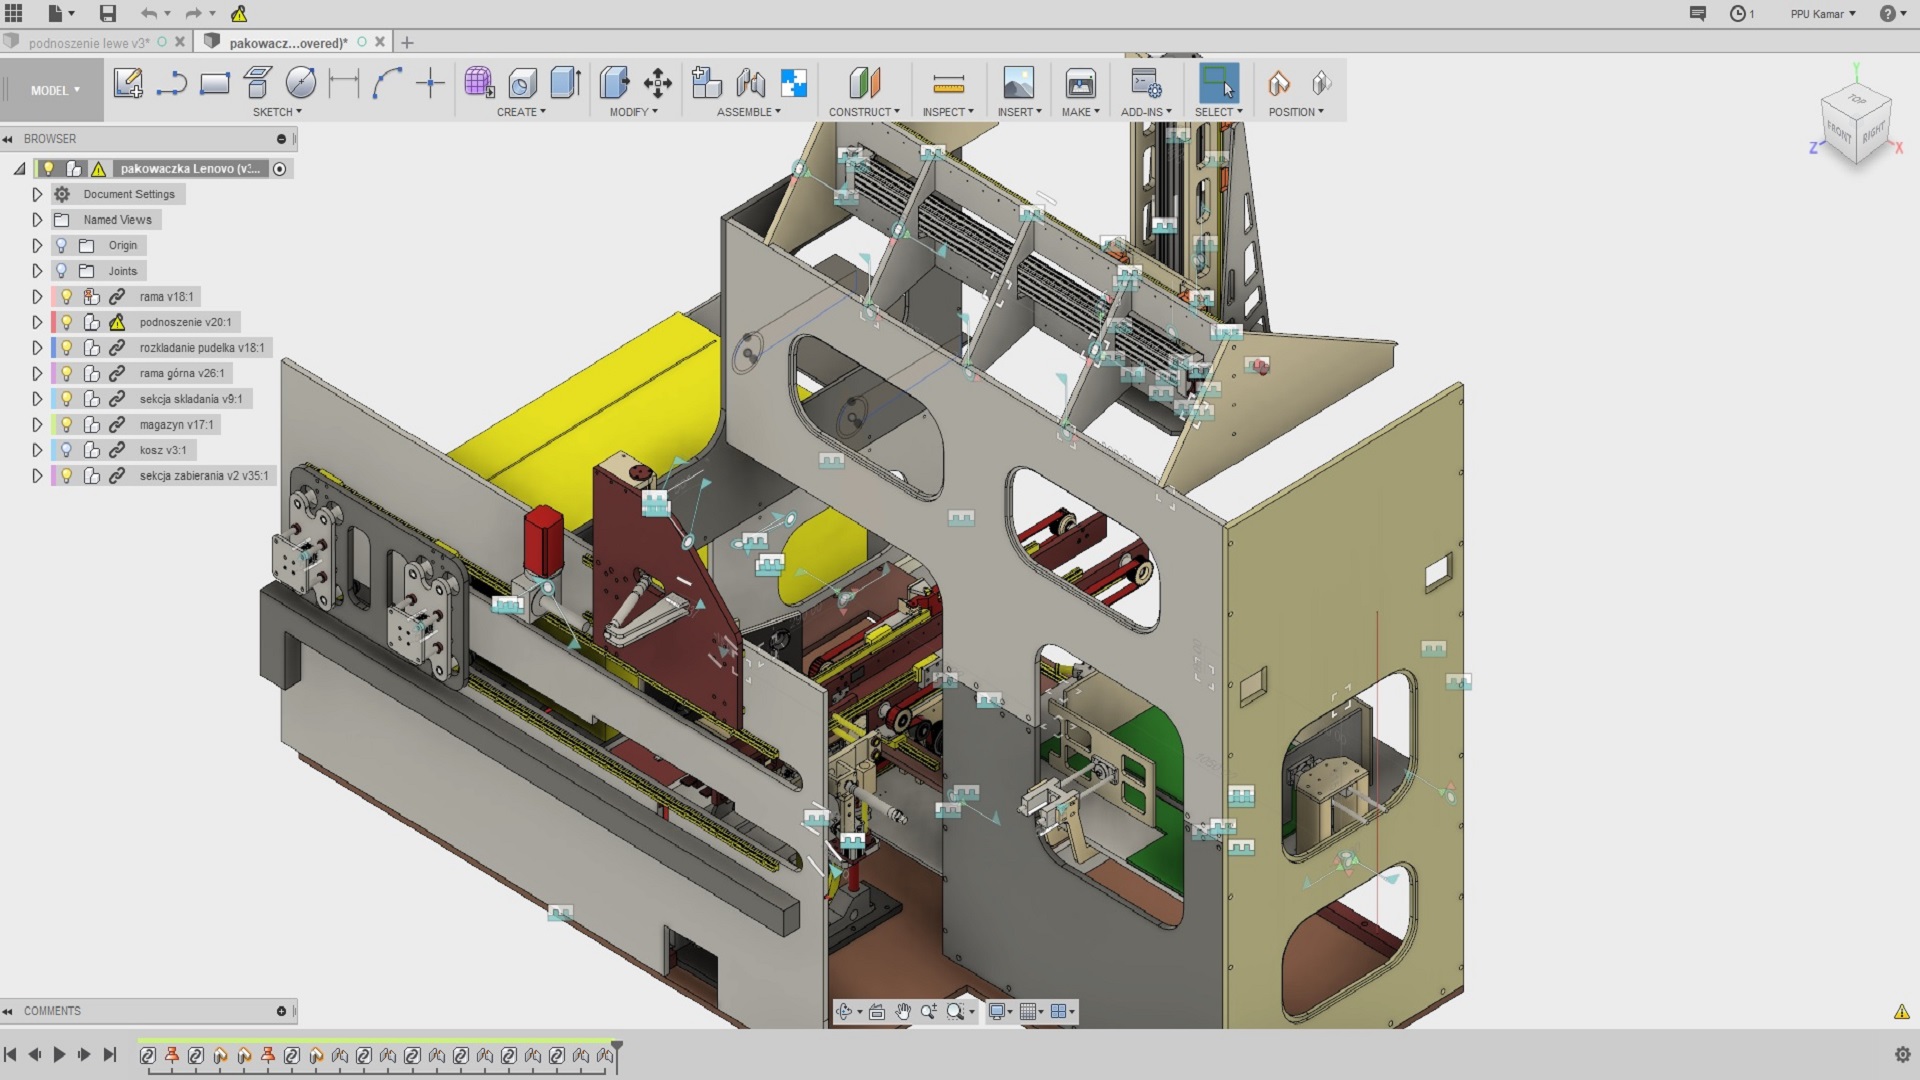 1
PPU Kamar
?
podnoszenie lewe v3*
pakowacz...overed)*
MODEL
SKETCH
CREATE
MODIFY
ASSEMBLE
CONSTRUCT
INSPECT
INSERT
MAKE
ADD-INS
SELECT
POSITION
Y
TOP
FRONT
RIGHT
Z
X
BROWSER
Document Settings
Named Views
Origin
Joints
rama v18:1
podnoszenie v20:1
rozkladanie pudelka v18:1
rama górna v26:1
sekcja skladania v9:1
magazyn v17:1
kosz v3:1
sekcja zabierania v2 v35:1
COMMENTS